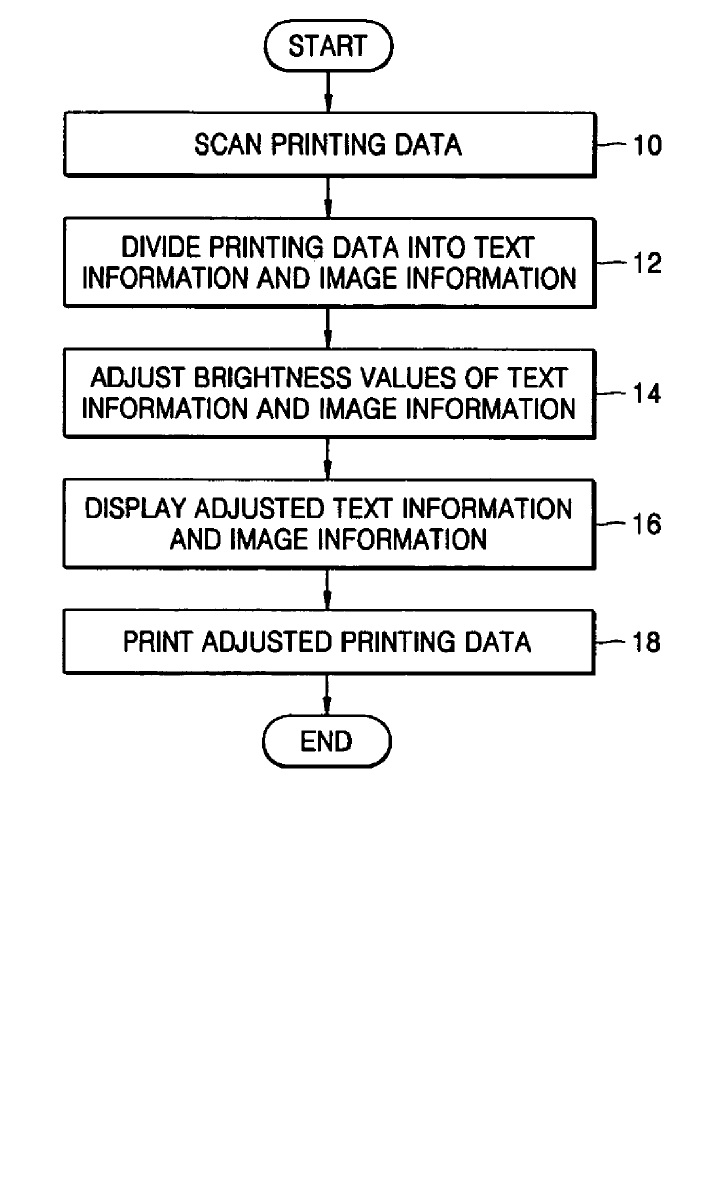 START
SCAN PRINTING DATA
10
DIVIDE PRINTING DATA INTO TEXT
INFORMATION AND IMAGE INFORMATION
12
ADJUST BRIGHTNESS VALUES OF TEXT
INFORMATION AND IMAGE INFORMATION
14
DISPLAY ADJUSTED TEXT INFORMATION
AND IMAGE INFORMATION
16
PRINT ADJUSTED PRINTING DATA
18
END